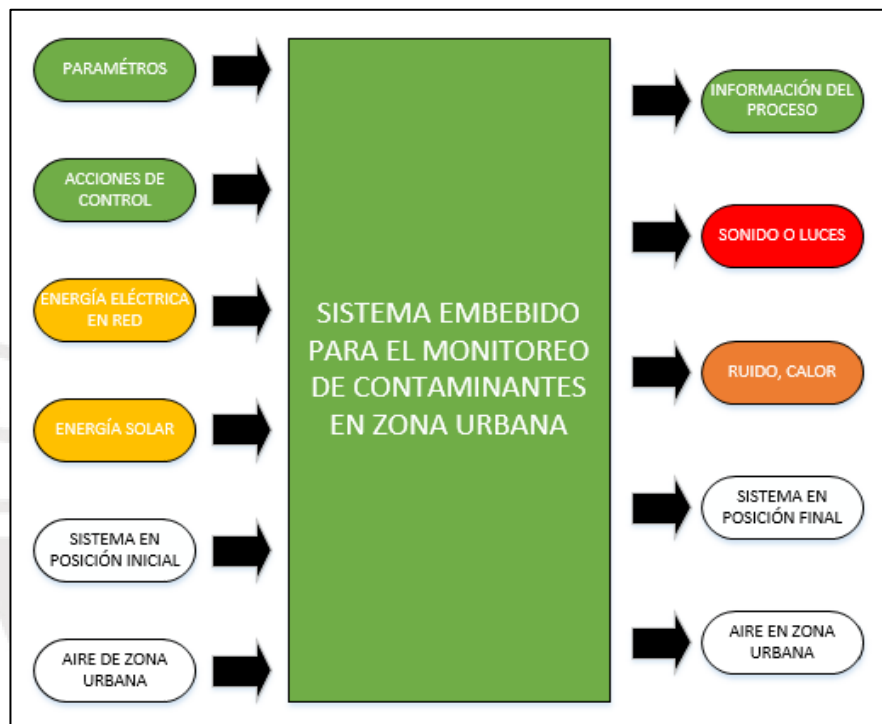 PARAMÉTROS
ACCIONES DE
CONTROL
ENERGÍA ELÉCTRICA
EN RED
ENERGÍA SOLAR
SISTEMA EN
POSICIÓN INICIAL
AIRE DE ZONA
URBANA
SISTEMA EMBEBIDO
PARA EL MONITOREO
DE CONTAMINANTES
EN ZONA URBANA
INFORMACIÓN DEL
PROCESO
SONIDO O LUCES
RUIDO, CALOR
SISTEMA EN
POSICIÓN FINAL
AIRE EN ZONA
URBANA